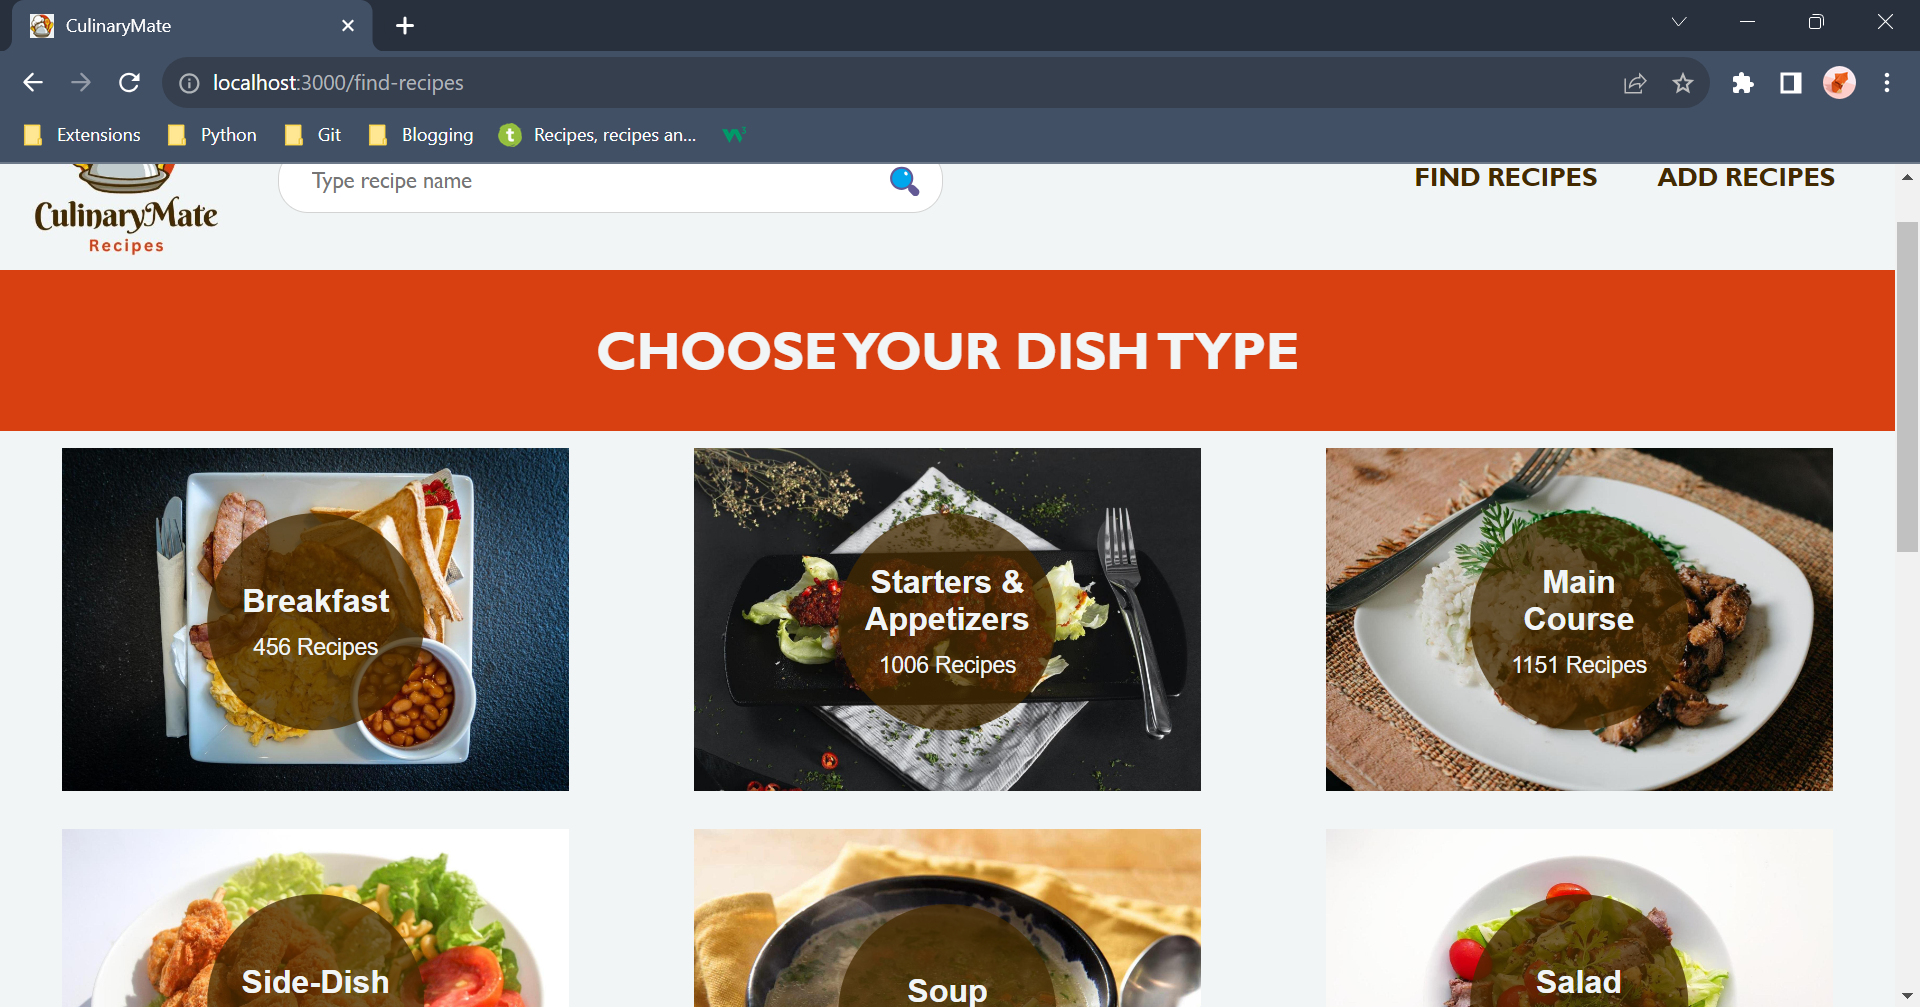 CulinaryMate
localhost:3000/find-recipes
Extensions
Python
Git
Blogging
Recipes, recipes an...
Type recipe name
FIND RECIPES
ADD RECIPES
CulinaryMate
Recipes
CHOOSE YOUR DISH TYPE
Breakfast
456 Recipes
Starters &
Appetizers
1006 Recipes
Main
Course
1151 Recipes
Side-Dish
Soup
Salad